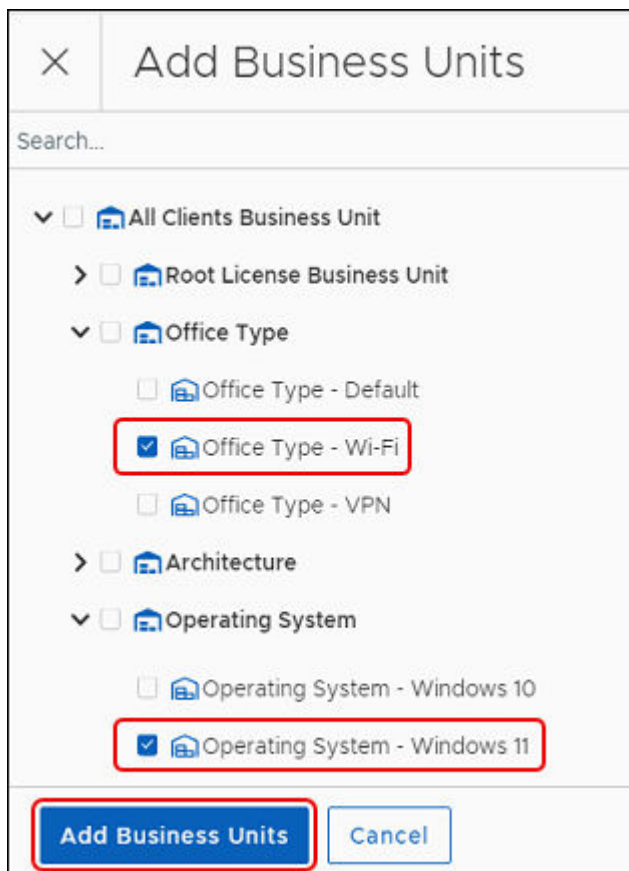 Add Business Units
Search...
All Clients Business Unit
Root License Business Unit
Office Type
Office Type - Default
Office Type - Wi-Fi
Office Type - VPN
Architecture
Operating System
Operating System - Windows 10
Operating System - Windows 11
Add Business Units Cancel